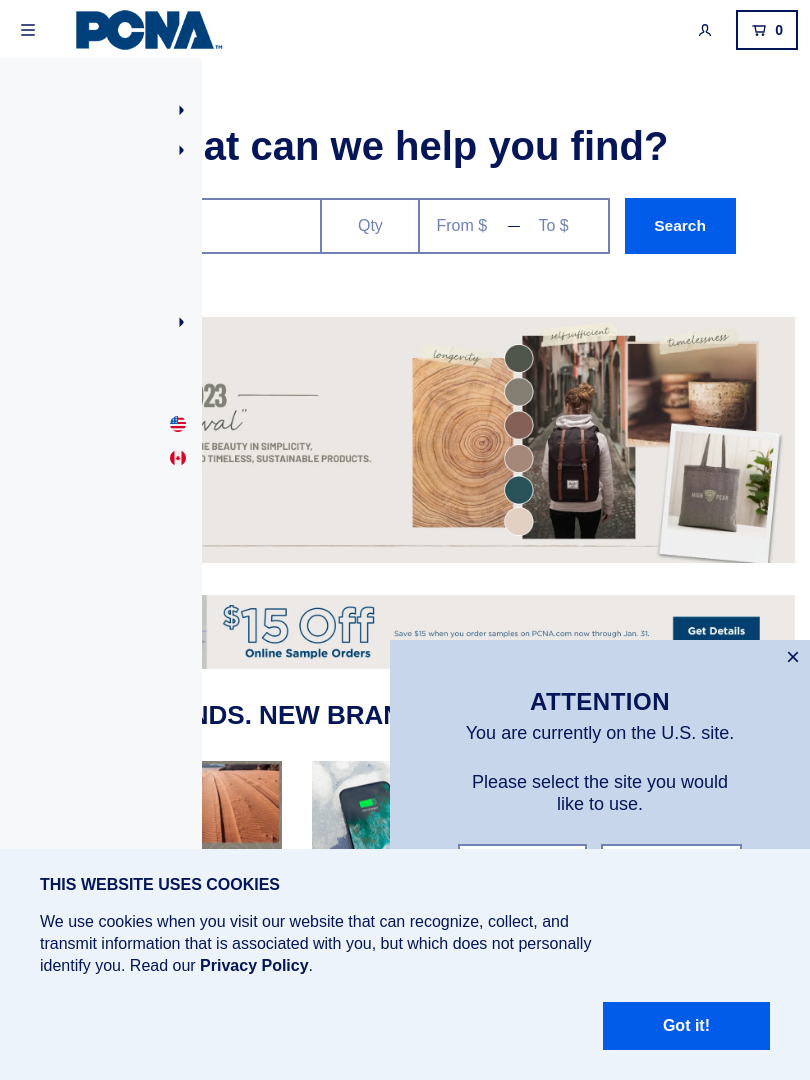 PCNA™
0
at can we help you find?
Qty
From $ — To $
Search
longevity
self-sufficient
timelessness
023
val"
THE BEAUTY IN SIMPLICITY,
TIMELESS, SUSTAINABLE PRODUCTS.
HIGH PEAK
$15 Off
Online Sample Orders
Save $15 when you order samples on PCNA.com now through Jan. 31.
Get Details
NDS. NEW BRAN
×
ATTENTION
You are currently on the U.S. site.
Please select the site you would
like to use.
THIS WEBSITE USES COOKIES
We use cookies when you visit our website that can recognize, collect, and
transmit information that is associated with you, but which does not personally
identify you. Read our Privacy Policy.
Got it!